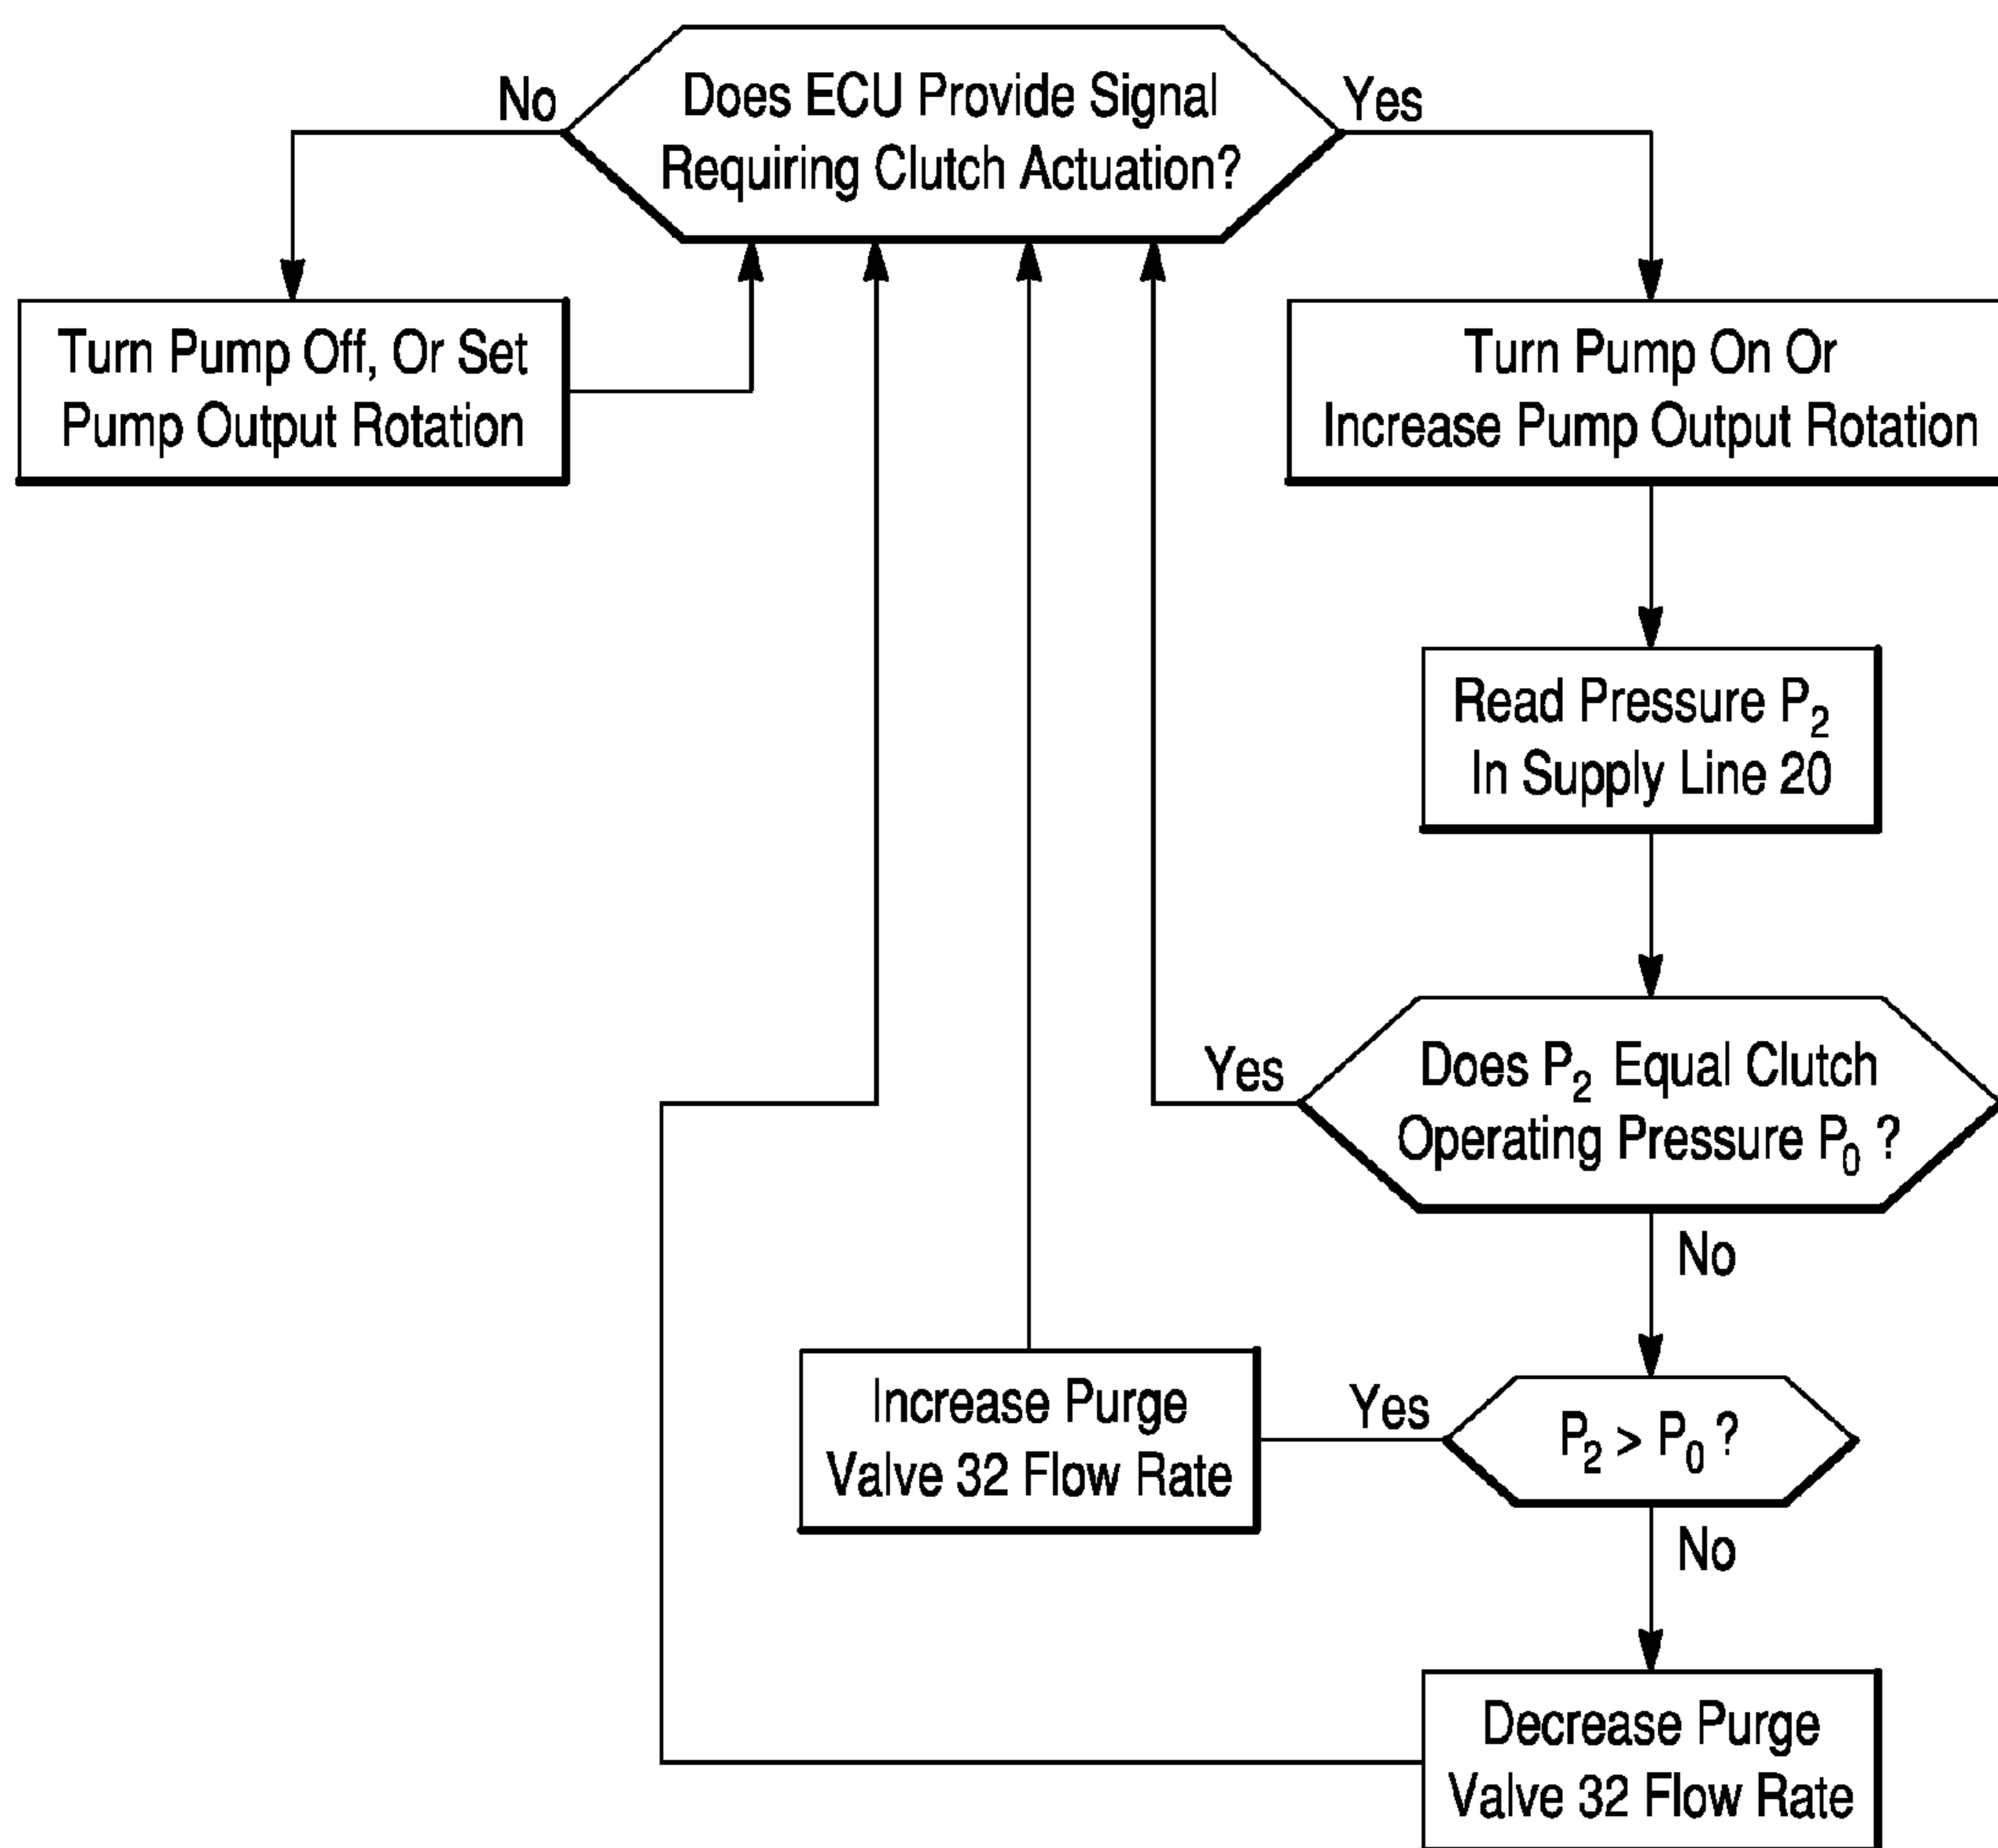 No
Does ECU Provide Signal
Requiring Clutch Actuation?
Yes
Turn Pump Off, Or Set
Pump Output Rotation
Turn Pump On Or
Increase Pump Output Rotation
Read Pressure P2
In Supply Line 20
Yes
Does P2 Equal Clutch
Operating Pressure P0 ?
No
Increase Purge
Valve 32 Flow Rate
Yes
P2 > P0 ?
No
Decrease Purge
Valve 32 Flow Rate